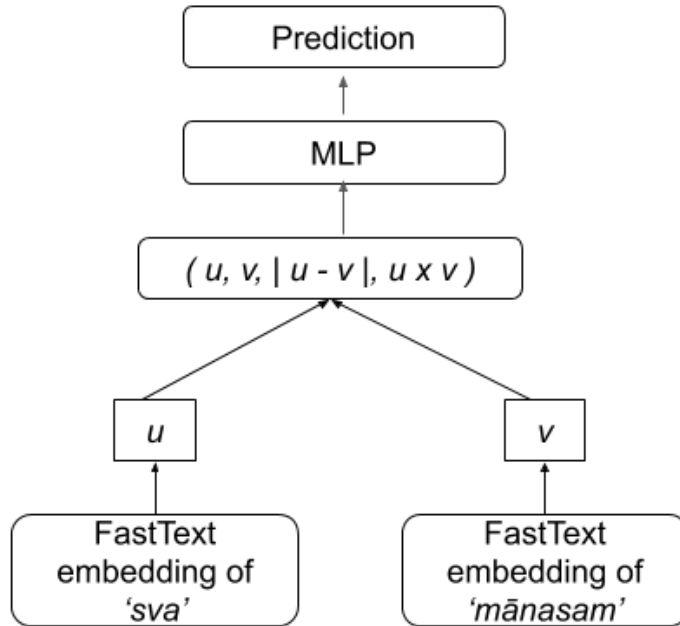 Prediction
MLP
( u, v, | u - v |, u x v )
u
v
FastText
embedding of
‘sva’
FastText
embedding of
‘mānasam’